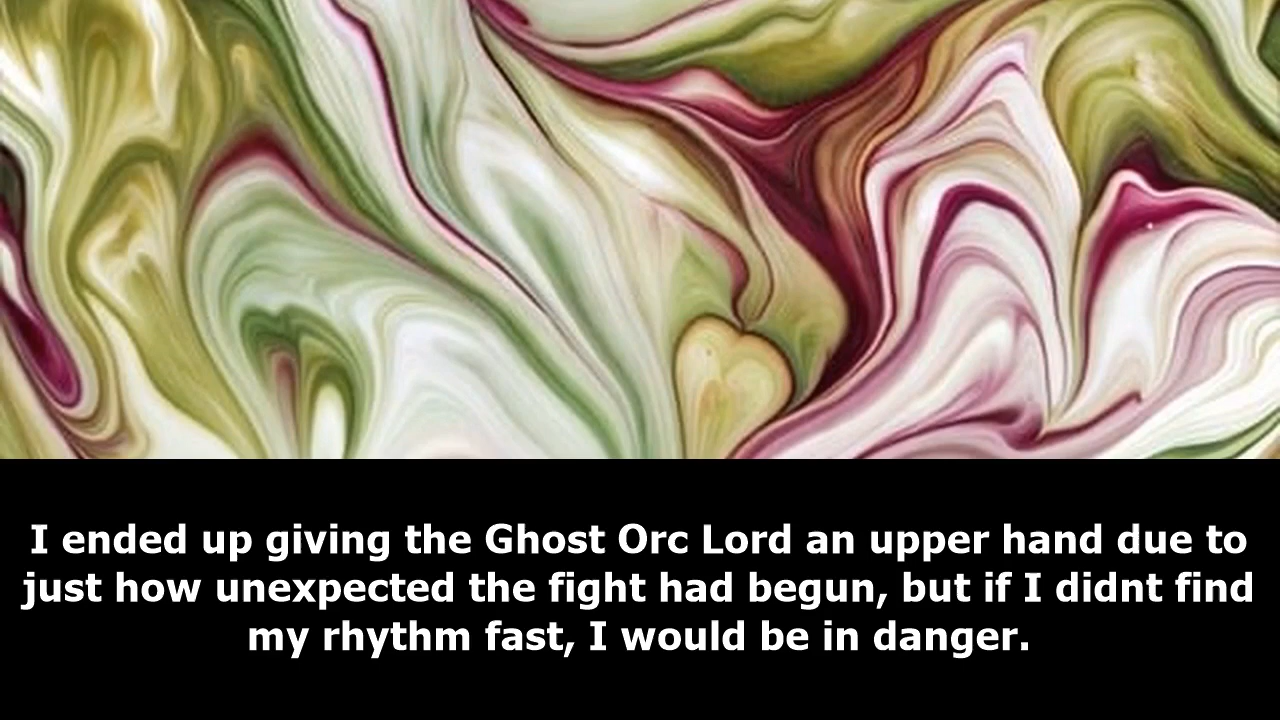 I ended up giving the Ghost Orc Lord an upper hand due to
just how unexpected the fight had begun, but if I didnt find
my rhythm fast, I would be in danger.